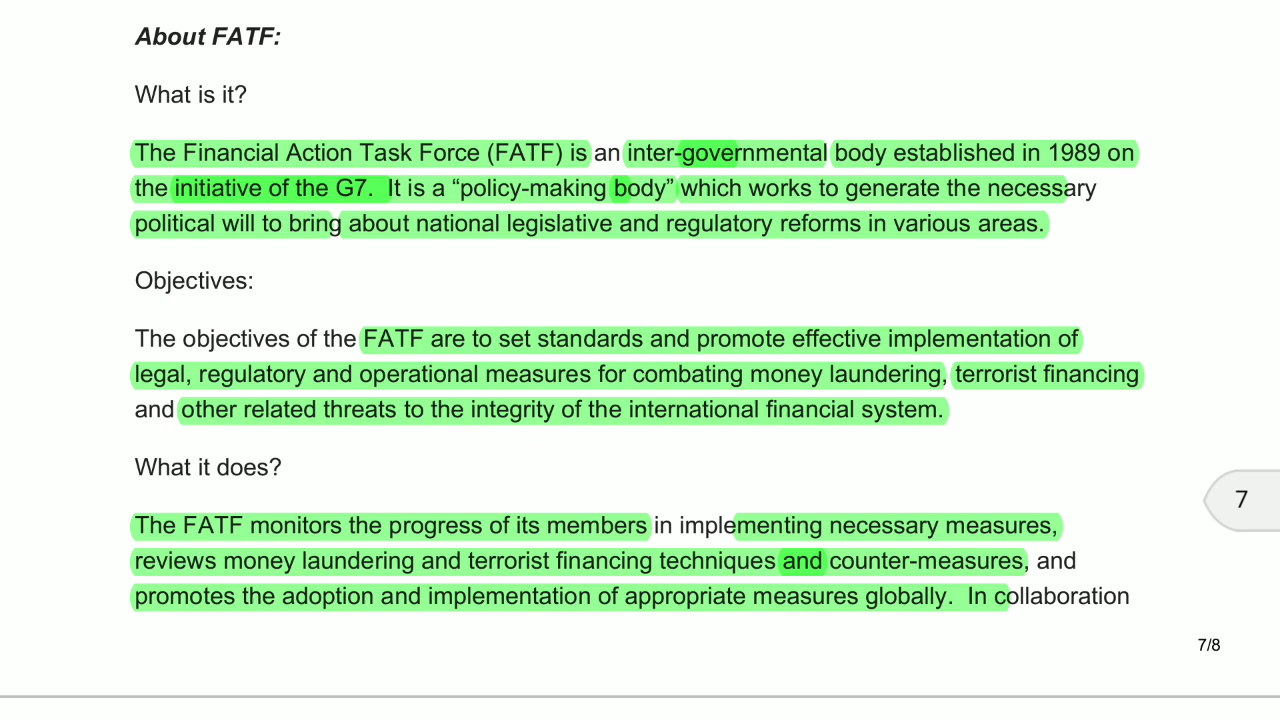 About FATF:
What is it?
The Financial Action Task Force (FATF) is an inter-governmental body established in 1989 on
the initiative of the G7.  It is a “policy-making body” which works to generate the necessary
political will to bring about national legislative and regulatory reforms in various areas.
Objectives:
The objectives of the FATF are to set standards and promote effective implementation of
legal, regulatory and operational measures for combating money laundering, terrorist financing
and other related threats to the integrity of the international financial system.
What it does?
The FATF monitors the progress of its members in implementing necessary measures,
reviews money laundering and terrorist financing techniques and counter-measures, and
promotes the adoption and implementation of appropriate measures globally.  In collaboration
7
7/8